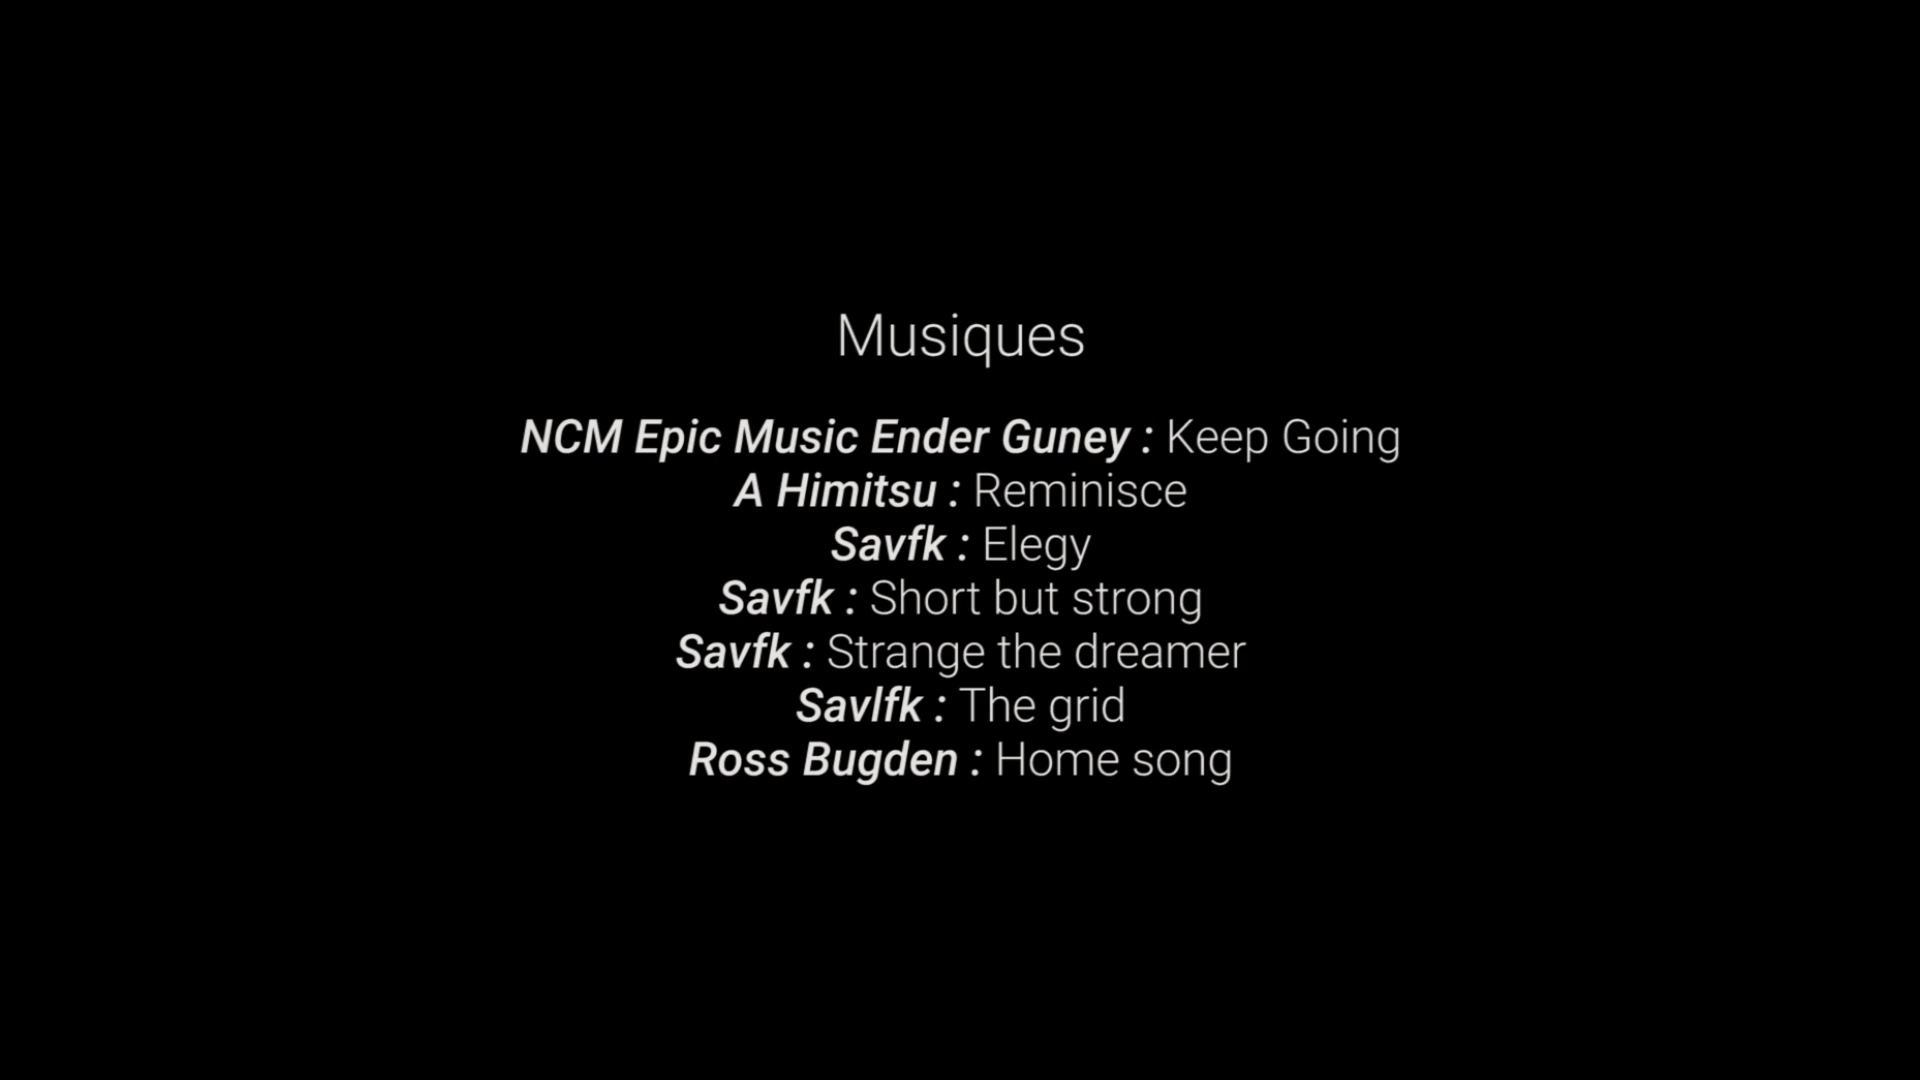 Musiques
NCM Epic Music Ender Guney : Keep Going
A Himitsu : Reminisce
Savfk : Elegy
Savfk : Short but strong
Savfk : Strange the dreamer
Savlfk : The grid
Ross Bugden : Home song